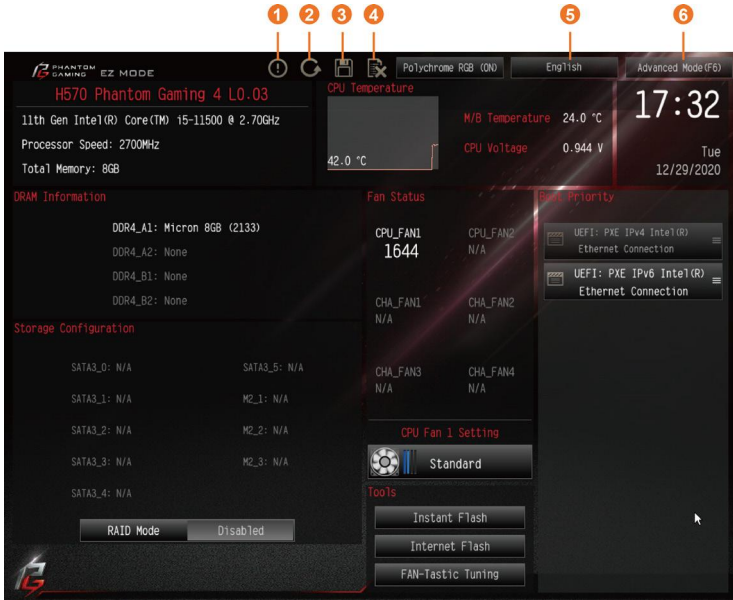 1 2 3 4 5 6
PHANTOM GAMING EZ MODE
Polychrome RGB (ON) English Advanced Mode(F6)
H570 Phantom Gaming 4 L0.03
11th Gen Intel(R) Core(TM) i5-11500 @ 2.70GHz
Processor Speed: 2700MHz
Total Memory: 8GB
CPU Temperature
42.0 °C
M/B Temperature 24.0 °C
CPU Voltage 0.944 V
17:32
Tue
12/29/2020
DRAM Information
DDR4_A1: Micron 8GB (2133)
DDR4_A2: None
DDR4_B1: None
DDR4_B2: None
Storage Configuration
SATA3_0: N/A SATA3_5: N/A
SATA3_1: N/A M2_1: N/A
SATA3_2: N/A M2_2: N/A
SATA3_3: N/A M2_3: N/A
SATA3_4: N/A
RAID Mode Disabled
Fan Status
CPU_FAN1 CPU_FAN2
1644 N/A
CHA_FAN1 CHA_FAN2
N/A N/A
CHA_FAN3 CHA_FAN4
N/A N/A
CPU Fan 1 Setting
Standard
Tools
Instant Flash
Internet Flash
FAN-Tastic Tuning
Boot Priority
UEFI: PXE IPv4 Intel(R)
Ethernet Connection
UEFI: PXE IPv6 Intel(R)
Ethernet Connection